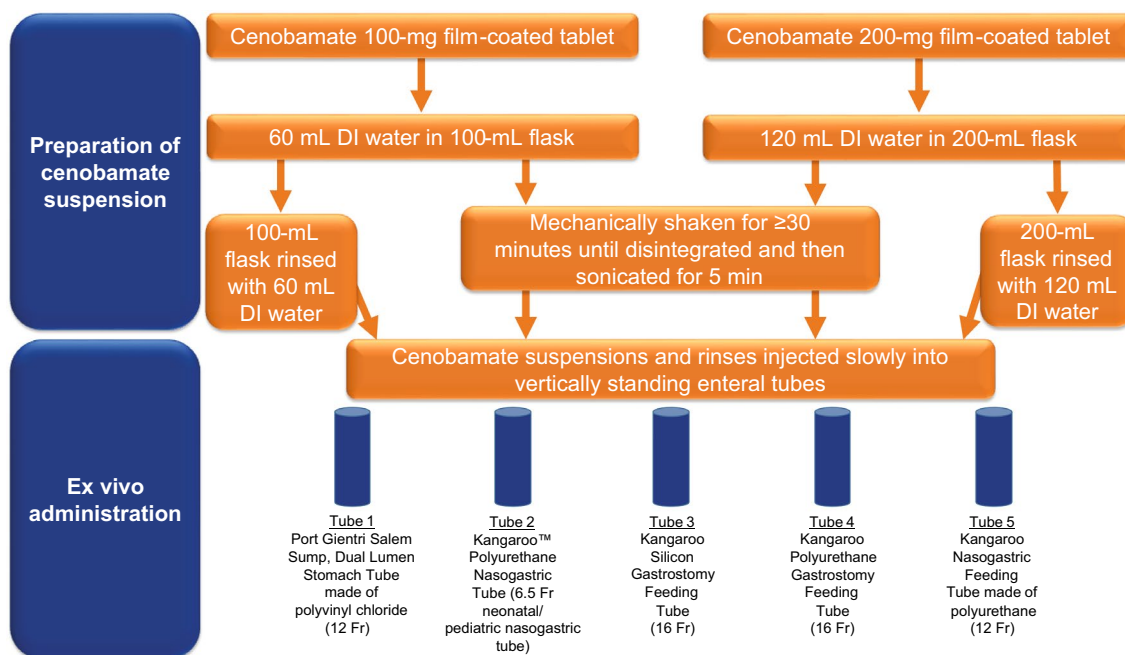 Cenobamate 100-mg film-coated tablet
Cenobamate 200-mg film-coated tablet
60 mL DI water in 100-mL flask
120 mL DI water in 200-mL flask
Preparation of
cenobamate
suspension
100-mL
flask rinsed
with 60 mL
DI water
Mechanically shaken for ≥30
minutes until disintegrated and then
sonicated for 5 min
200-mL
flask rinsed
with 120 mL
DI water
Cenobamate suspensions and rinses injected slowly into
vertically standing enteral tubes
Ex vivo
administration
Tube 1
Port Gientri Salem
Sump, Dual Lumen
Stomach Tube
made of
polyvinyl chloride
(12 Fr)
Tube 2
Kangaroo™
Polyurethane
Nasogastric
Tube (6.5 Fr
neonatal/
pediatric nasogastric
tube)
Tube 3
Kangaroo
Silicon
Gastrostomy
Feeding
Tube
(16 Fr)
Tube 4
Kangaroo
Polyurethane
Gastrostomy
Feeding
Tube
(16 Fr)
Tube 5
Kangaroo
Nasogastric
Feeding
Tube made of
polyurethane
(12 Fr)